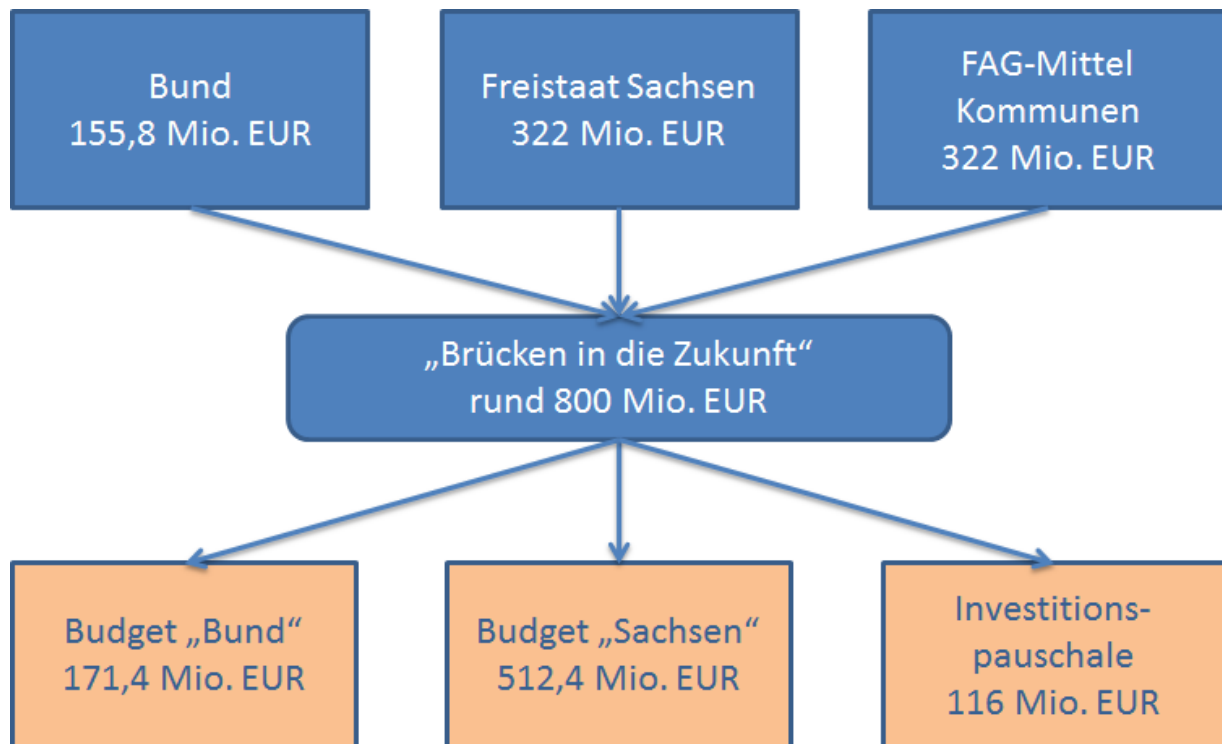 Bund
155,8 Mio. EUR
Freistaat Sachsen
322 Mio. EUR
FAG-Mittel
Kommunen
322 Mio. EUR
„Brücken in die Zukunft“
rund 800 Mio. EUR
Budget „Bund“
171,4 Mio. EUR
Budget „Sachsen“
512,4 Mio. EUR
Investitions-
pauschale
116 Mio. EUR